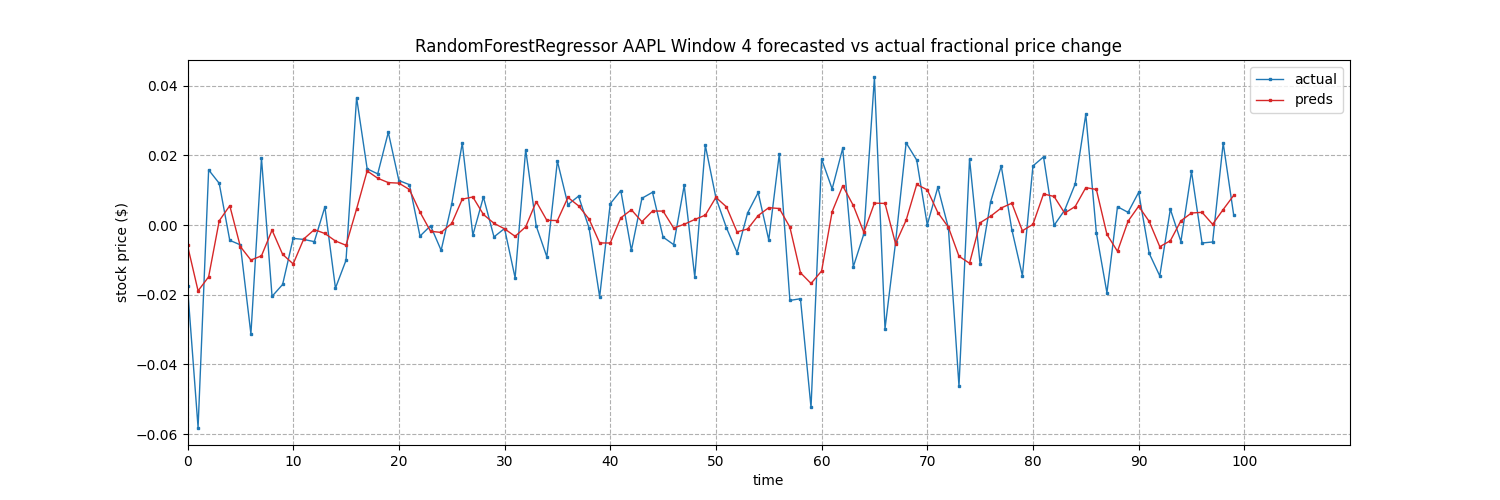 RandomForestRegressor AAPL Window 4 forecasted vs actual fractional price change
actual
preds
0.04
0.02
0.00
−0.02
−0.04
−0.06
stock price ($)
0 10 20 30 40 50 60 70 80 90 100
time